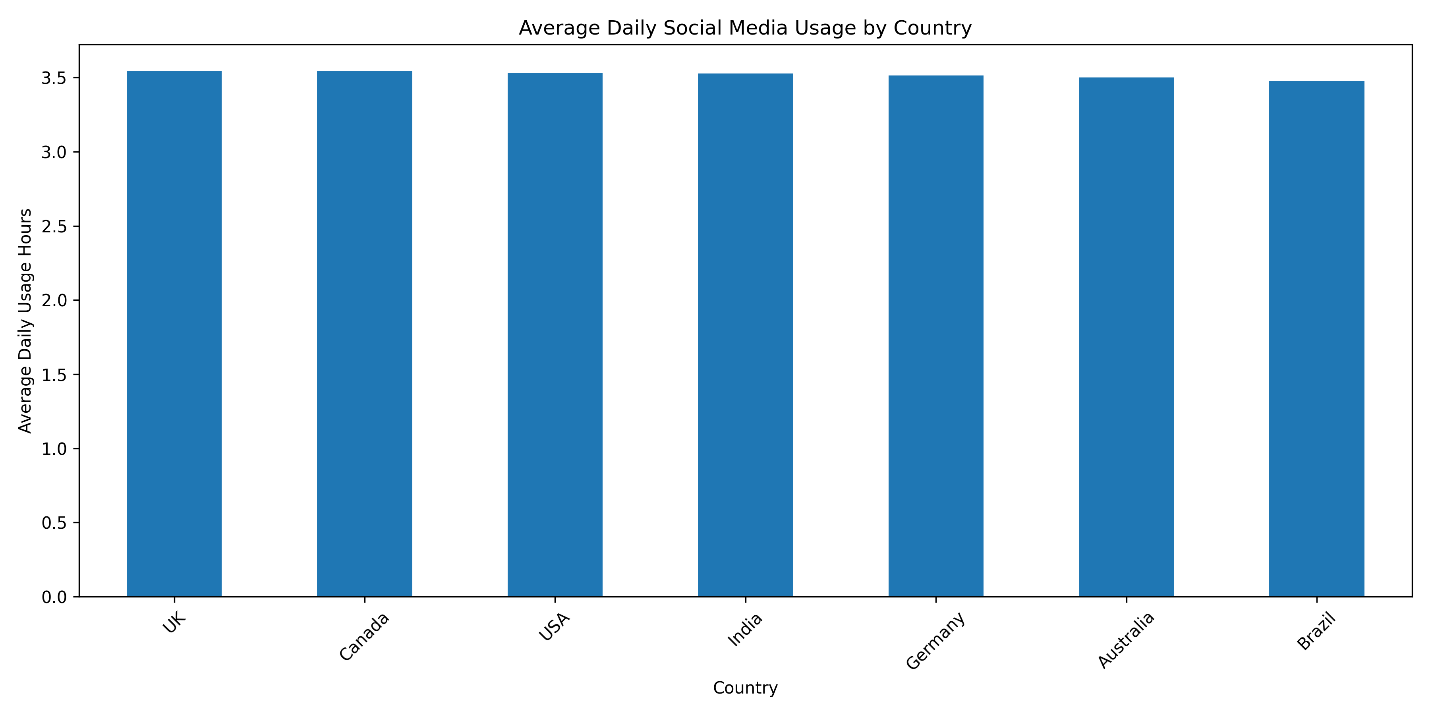 Average Daily Social Media Usage by Country
Average Daily Usage Hours
3.5
3.0
2.5
2.0
1.5
1.0
0.5
0.0
UK
Canada
USA
India
Germany
Australia
Brazil
Country